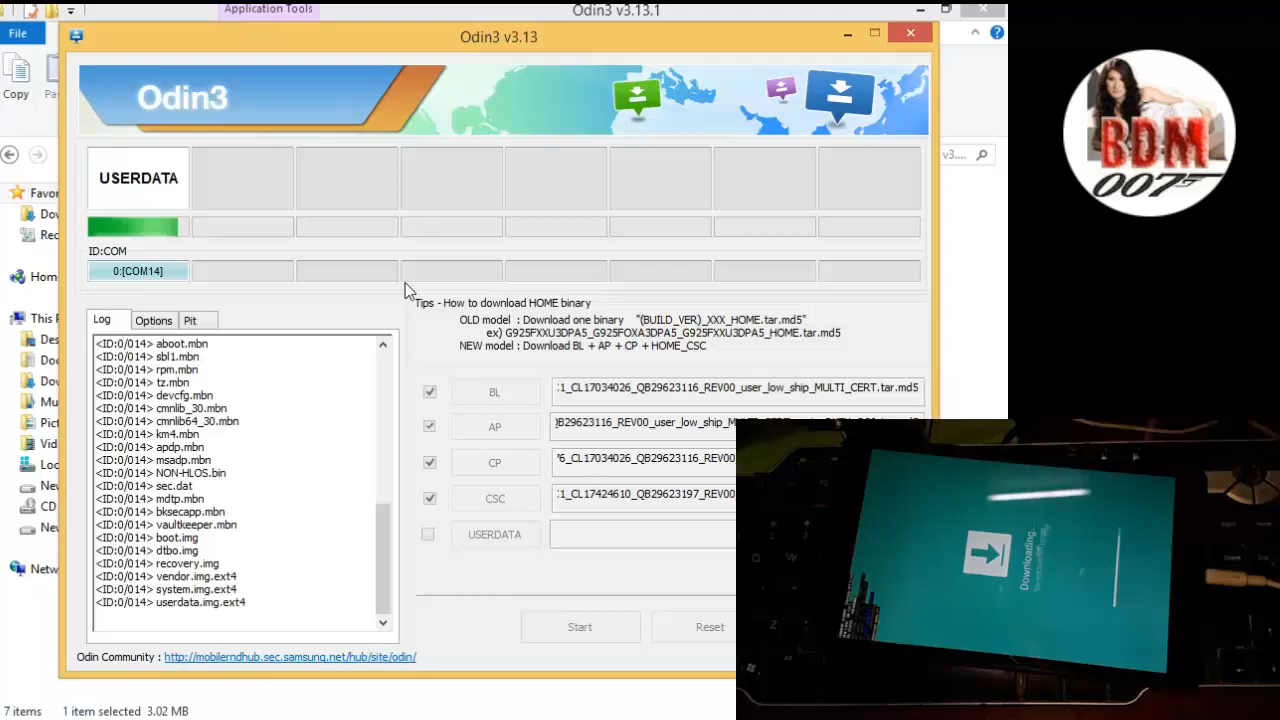 Application Tools
Odin3 v3.13.1
File
Odin3 v3.13
Copy
Odin3
USERDATA
v3....
Favor
ID:COM
0:[COM14]
Log
Options
Pit
Tips - How to download HOME binary
OLD model : Download one binary "(BUILD_VER)_XXX_HOME.tar.md5"
ex) G925FXXU3DPA5_G925FOXA3DPA5_G925FXXU3DPA5_HOME.tar.md5
NEW model : Download BL + AP + CP + HOME_CSC
<ID:0/014> aboot.mbn
<ID:0/014> sbl1.mbn
<ID:0/014> rpm.mbn
<ID:0/014> tz.mbn
<ID:0/014> devcfg.mbn
<ID:0/014> cmnlib_30.mbn
<ID:0/014> cmnlib64_30.mbn
<ID:0/014> km4.mbn
<ID:0/014> apdp.mbn
<ID:0/014> msadp.mbn
<ID:0/014> NON-HLOS.bin
<ID:0/014> sec.dat
<ID:0/014> mdtp.mbn
<ID:0/014> bksecapp.mbn
<ID:0/014> vaultkeeper.mbn
<ID:0/014> boot.img
<ID:0/014> dtbo.img
<ID:0/014> recovery.img
<ID:0/014> vendor.img.ext4
<ID:0/014> system.img.ext4
<ID:0/014> userdata.img.ext4
BL
1_CL17034026_QB29623116_REV00_user_low_ship_MULTI_CERT.tar.md5
AP
B29623116_REV00_user_low_ship_M
CP
6_CL17034026_QB29623116_REV00
CSC
1_CL17424610_QB29623197_REV00
USERDATA
Start
Reset
Odin Community : http://mobilerndhub.sec.samsung.net/hub/site/odin/
7 items 1 item selected 3.02 MB
BDM
007
Downloading...